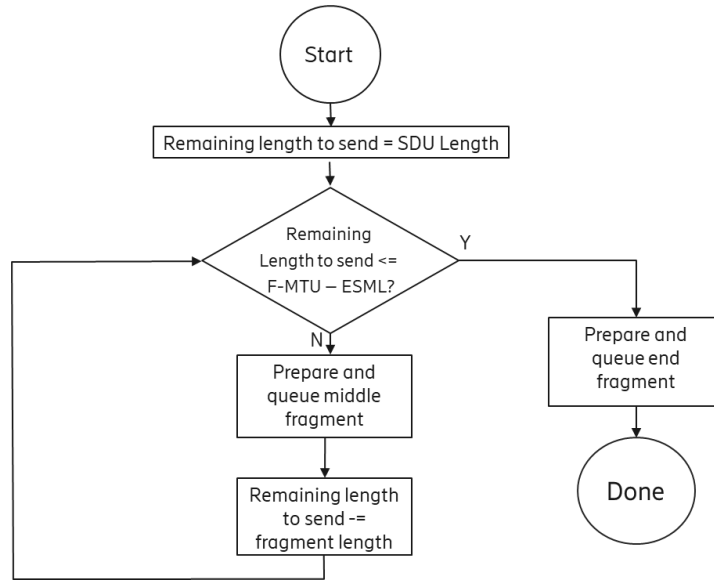 Start
Remaining length to send = SDU Length
Remaining
Length to send <=
F-MTU – ESML?
Y
N
Prepare and
queue middle
fragment
Prepare and
queue end
fragment
Remaining length
to send -=
fragment length
Done